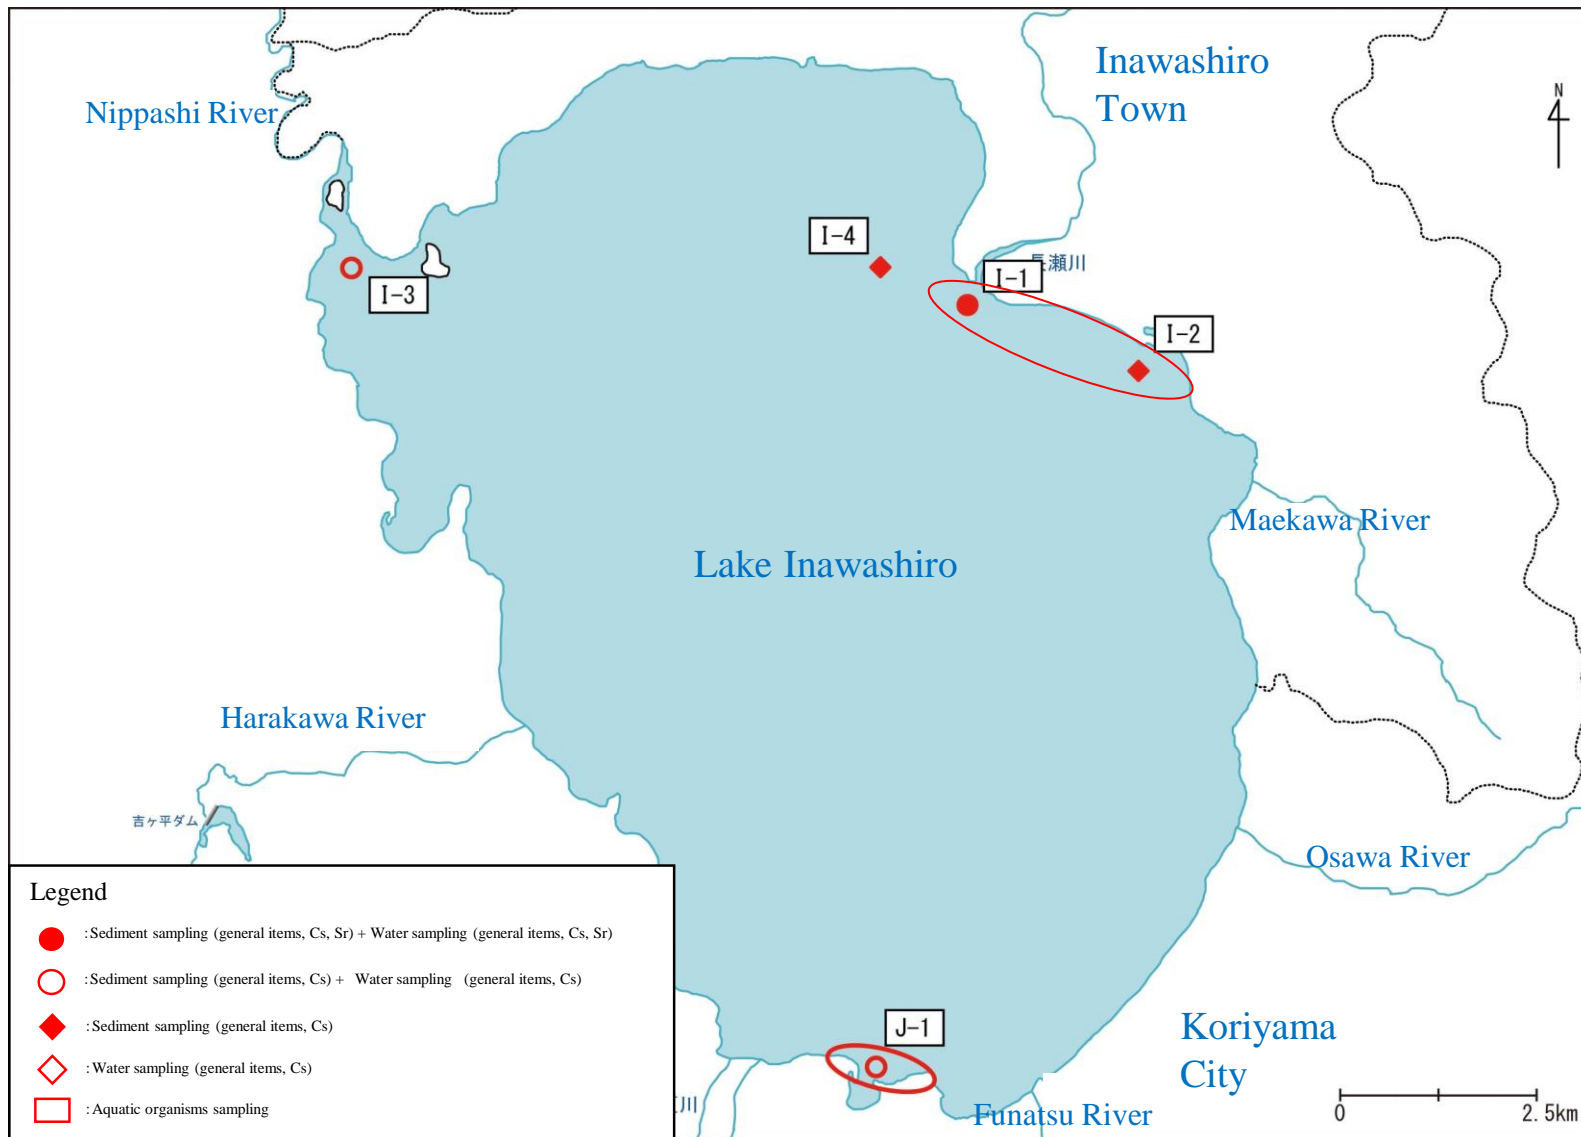 Inawashiro
Town
N
Nippashi River
I-4
長瀬川
I-1
I-3
I-2
Maekawa River
Lake Inawashiro
Harakawa River
吉ヶ平ダム
Osawa River
Legend
:Sediment sampling (general items, Cs, Sr) + Water sampling (general items, Cs, Sr)
:Sediment sampling (general items, Cs) + Water sampling (general items, Cs)
:Sediment sampling (general items, Cs)
:Water sampling (general items, Cs)
:Aquatic organisms sampling
J-1
Koriyama
City
川
Funatsu River
0 2.5km